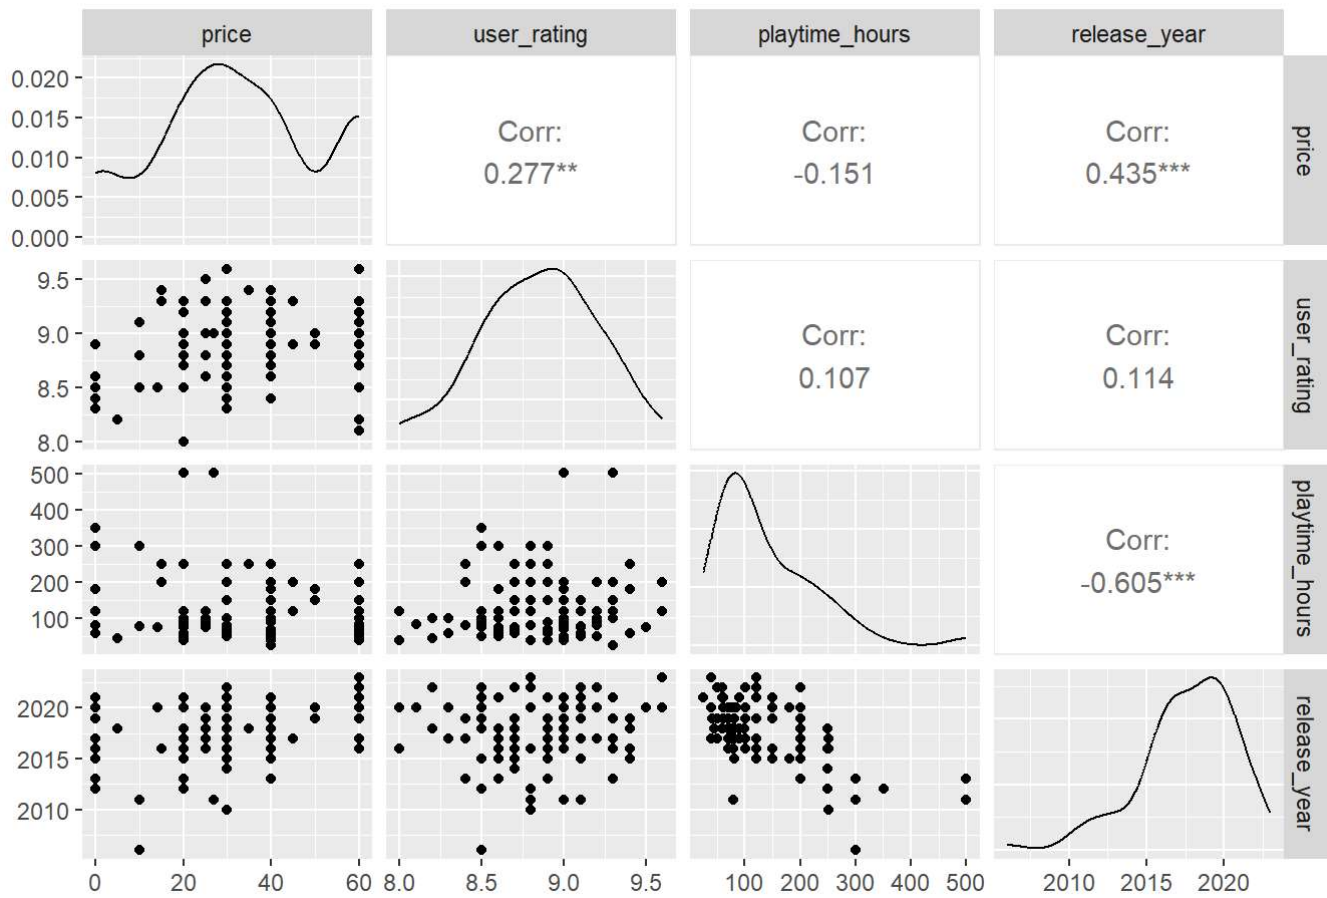 price user_rating playtime_hours release_year
0.020
0.015
0.010
0.005
0.000
Corr:
0.277**
Corr:
-0.151
Corr:
0.435***
price
9.5
9.0
8.5
8.0
Corr:
0.107
Corr:
0.114
user_rating
500
400
300
200
100
Corr:
-0.605***
playtime_hours
2020
2015
2010
release_year
0 20 40 60 8.0 8.5 9.0 9.5 100 200 300 400 500 2010 2015 2020